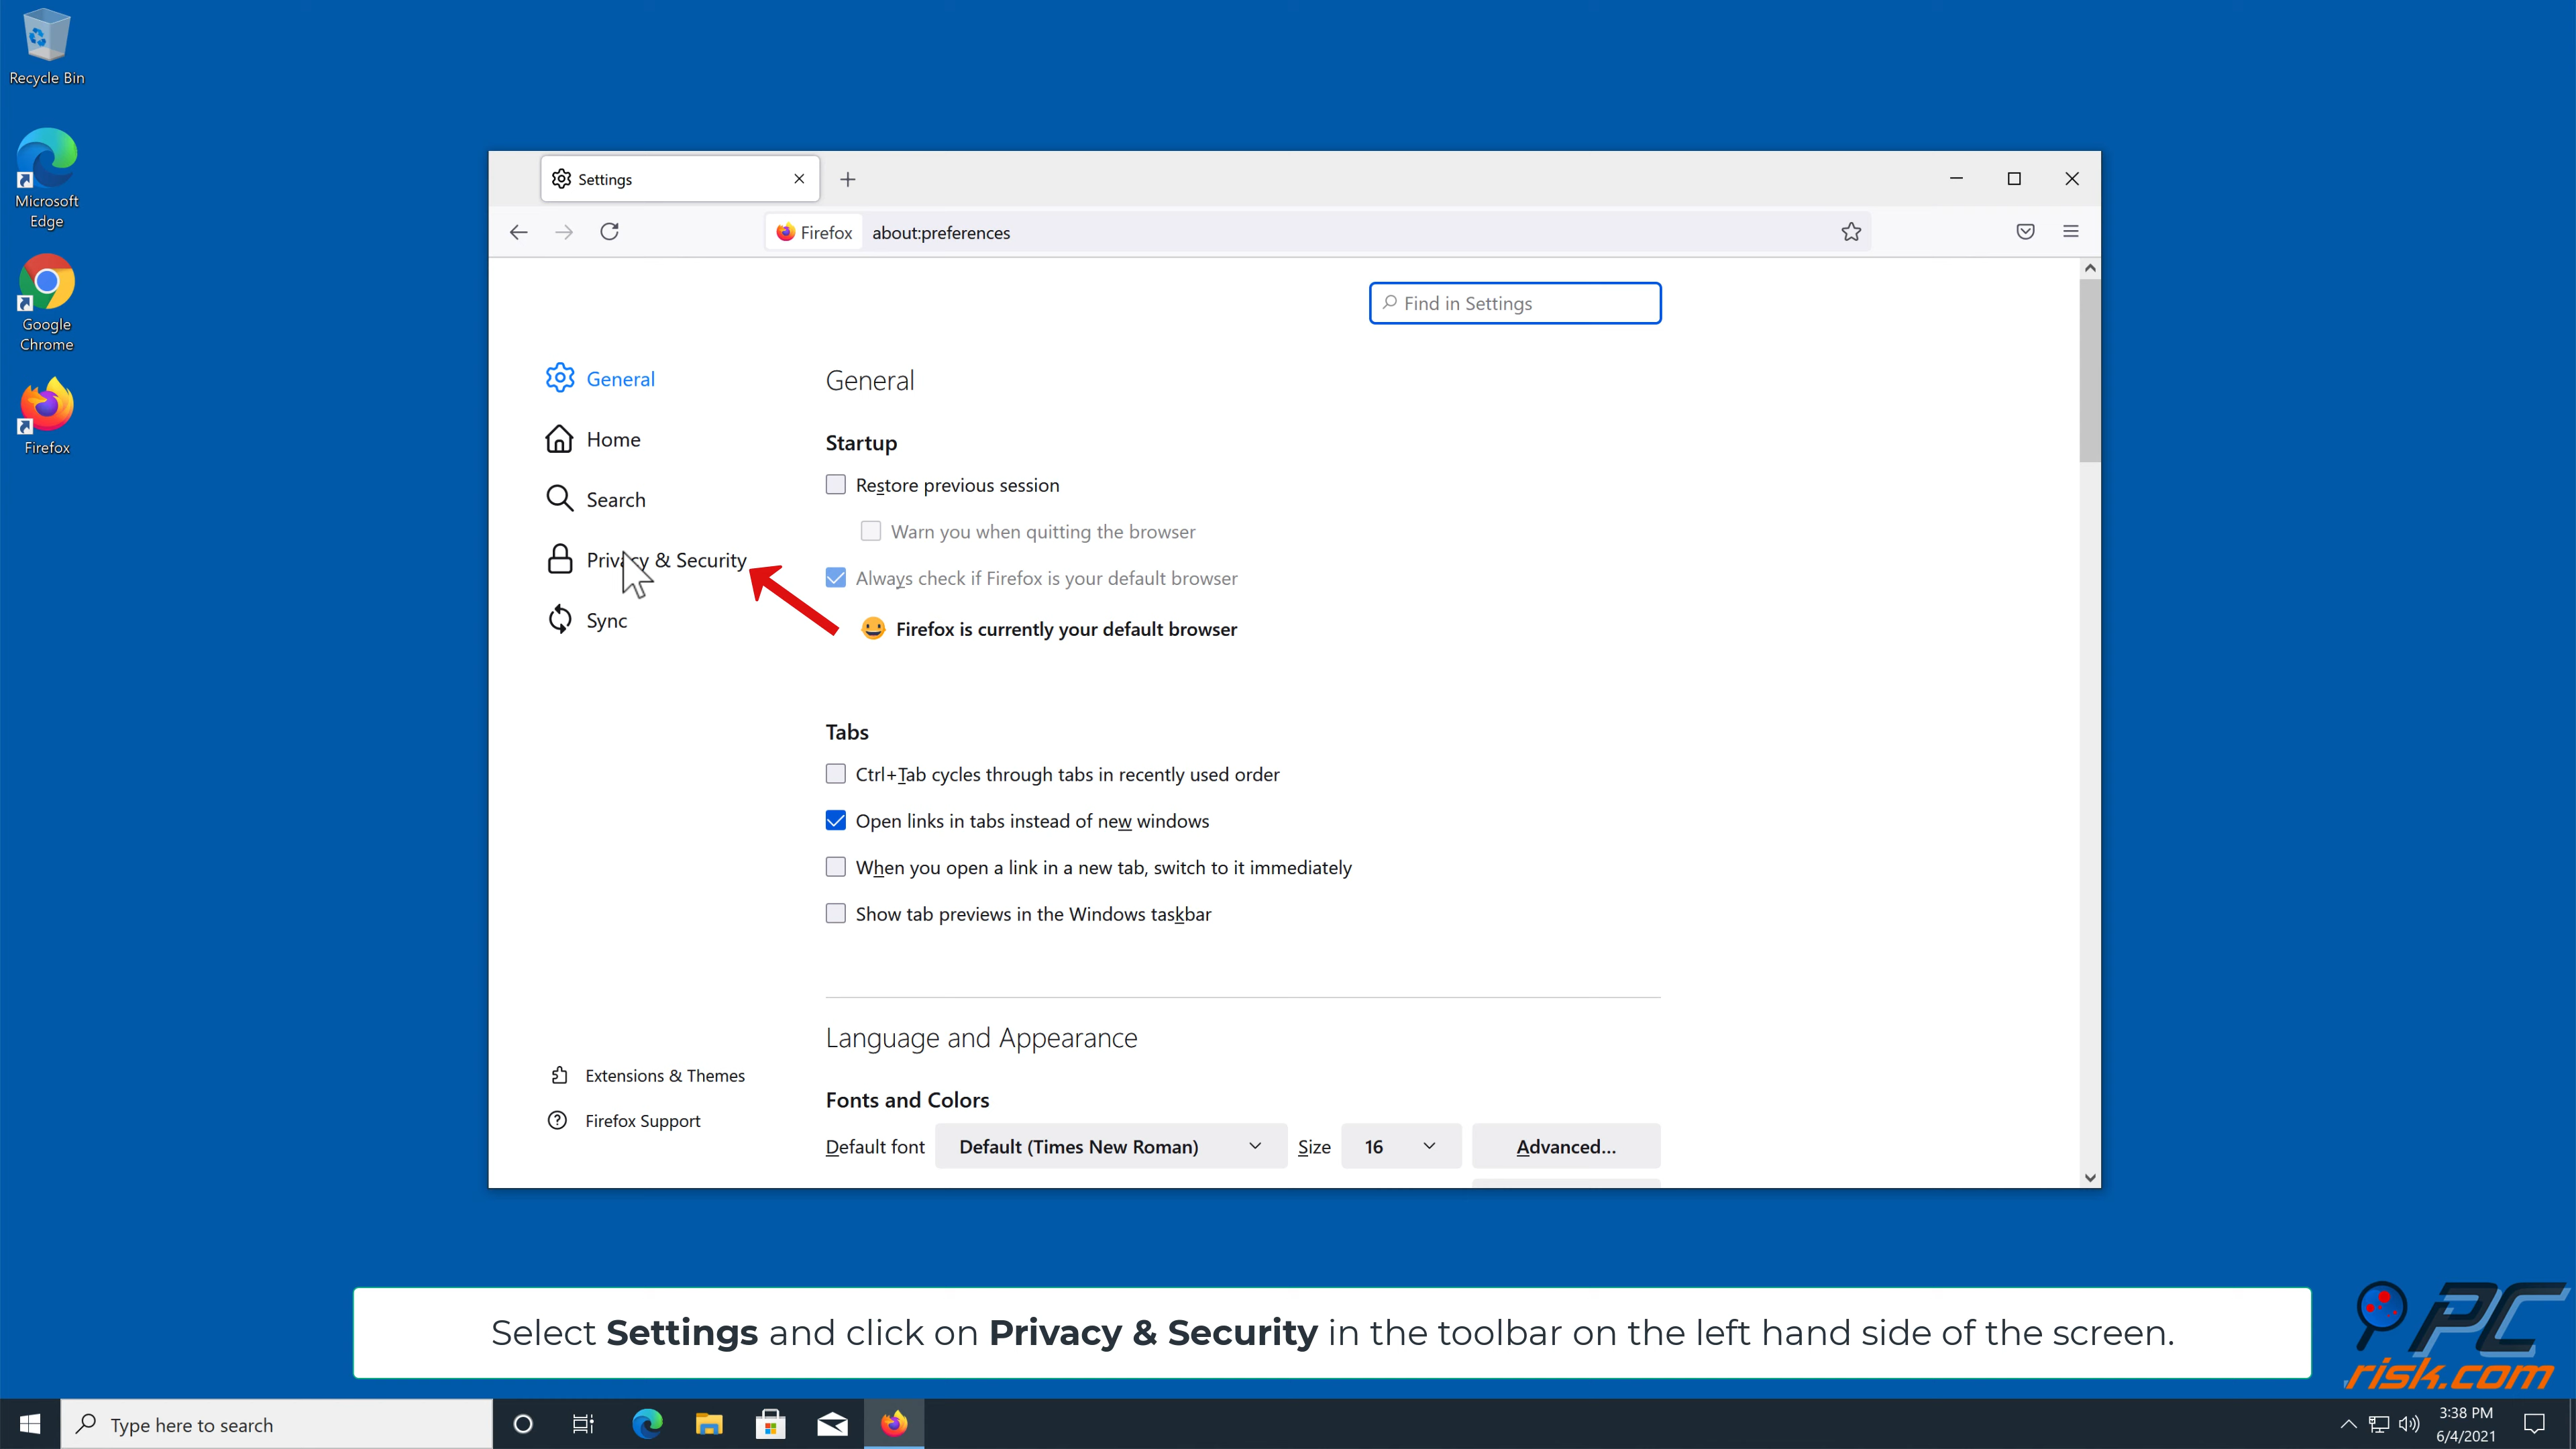 Recycle Bin
Microsoft
Edge
Google
Chrome
Firefox
Settings
Firefox about:preferences
Find in Settings
General
Home
Search
Privacy & Security
Sync
Extensions & Themes
Firefox Support
General
Startup
Restore previous session
Warn you when quitting the browser
Always check if Firefox is your default browser
Firefox is currently your default browser
Tabs
Ctrl+Tab cycles through tabs in recently used order
Open links in tabs instead of new windows
When you open a link in a new tab, switch to it immediately
Show tab previews in the Windows taskbar
Language and Appearance
Fonts and Colors
Default font Default (Times New Roman) Size 16 Advanced...
Select Settings and click on Privacy & Security in the toolbar on the left hand side of the screen.
PC
risk.com
Type here to search
3:38 PM
6/4/2021